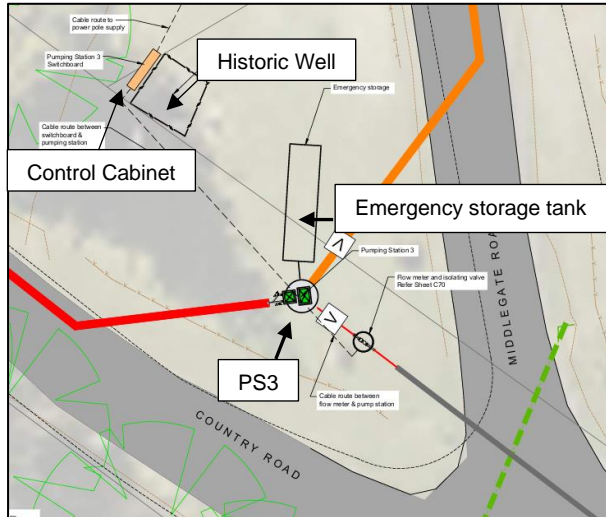 Cable route to
power pole supply
Pumping Station 3
Switchboard
Historic Well
Emergency storage
Cable route between
switchboard &
pumping station
Control Cabinet
Emergency storage tank
MIDDLEGATE ROAD
V
Pumping Station 3
Flow meter and isolating valve
Refer Sheet C70
V
PS3
Cable route between
flow meter & pump station
COUNTRY ROAD